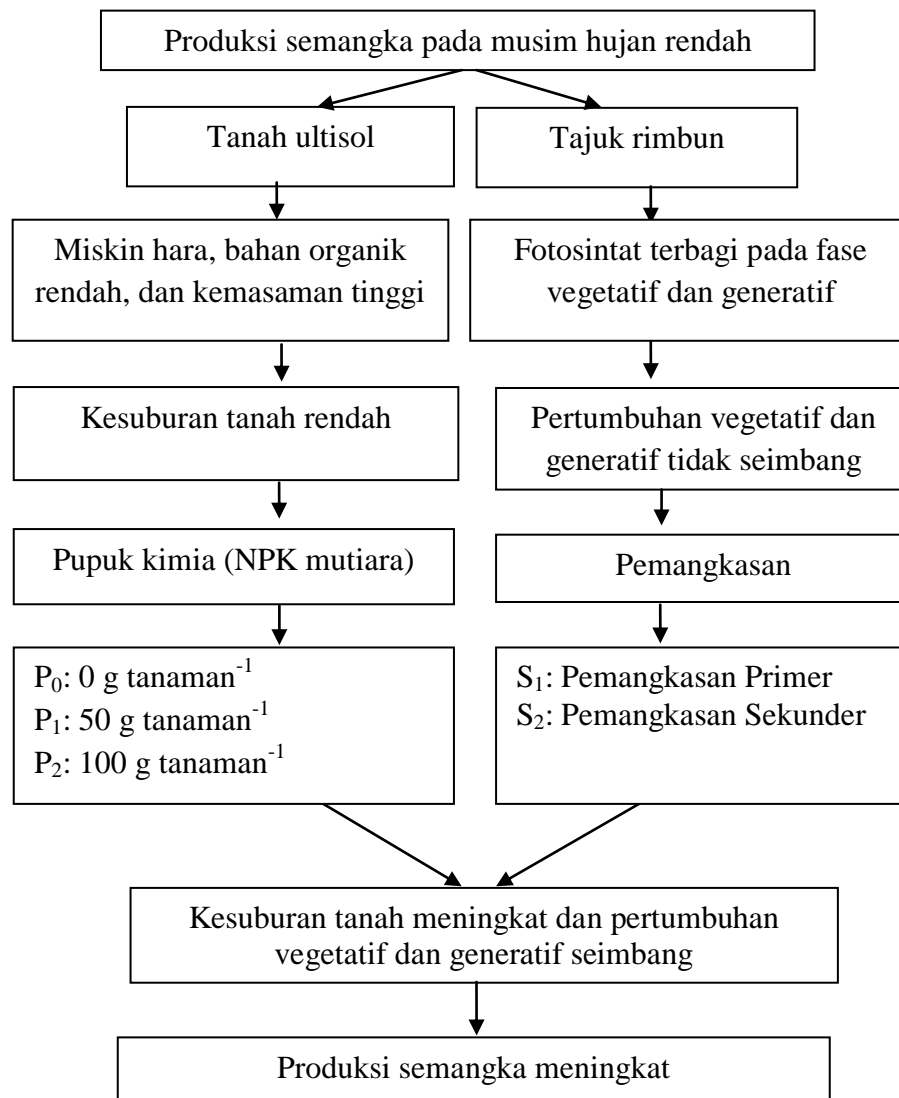 Produksi semangka pada musim hujan rendah
Tanah ultisol
Tajuk rimbun
Miskin hara, bahan organik
rendah, dan kemasaman tinggi
Fotosintat terbagi pada fase
vegetatif dan generatif
Kesuburan tanah rendah
Pertumbuhan vegetatif dan
generatif tidak seimbang
Pupuk kimia (NPK mutiara)
Pemangkasan
P₀: 0 g tanaman⁻¹
P₁: 50 g tanaman⁻¹
P₂: 100 g tanaman⁻¹
S₁: Pemangkasan Primer
S₂: Pemangkasan Sekunder
Kesuburan tanah meningkat dan pertumbuhan
vegetatif dan generatif seimbang
Produksi semangka meningkat